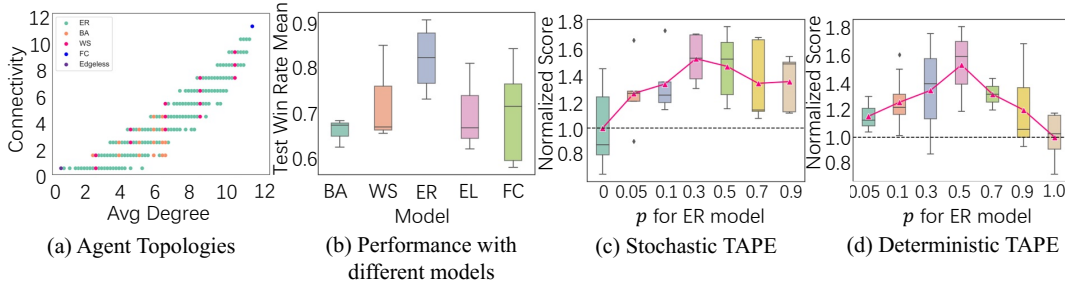 ER
BA
WS
FC
Edgeless
Connectivity
12
10
8
6
4
2
0
0 2 4 6 8 10 12
Avg Degree
(a) Agent Topologies
Test Win Rate Mean
0.9
0.8
0.7
0.6
BA WS ER EL FC
Model
(b) Performance with
different models
Normalized Score
1.8
1.6
1.4
1.2
1.0
0.8
0 0.05 0.1 0.3 0.5 0.7 0.9
p for ER model
(c) Stochastic TAPE
Normalized Score
1.8
1.6
1.4
1.2
1.0
0.8
0.05 0.1 0.3 0.5 0.7 0.9 1.0
p for ER model
(d) Deterministic TAPE